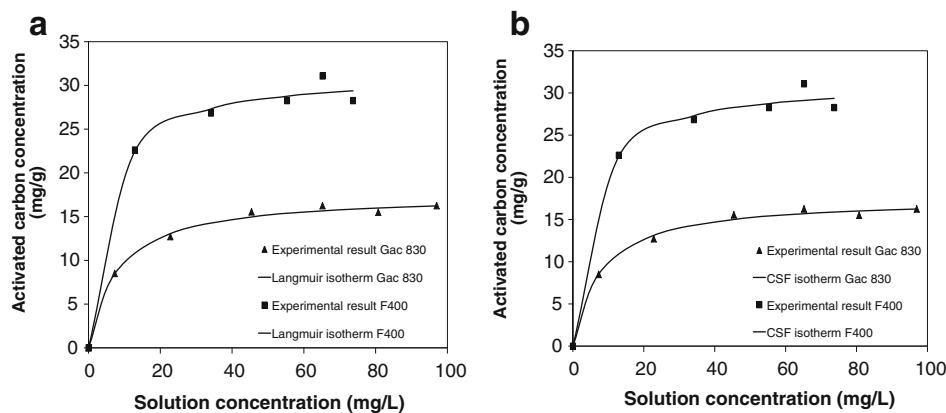 a
Activated carbon concentration
(mg/g)
35
30
25
20
15
10
5
0
Experimental result Gac 830
Langmuir isotherm Gac 830
Experimental result F400
Langmuir isotherm F400
0 20 40 60 80 100
Solution concentration (mg/L)
b
Activated carbon concentration
(mg/g)
35
30
25
20
15
10
5
0
Experimental result Gac 830
CSF isotherm Gac 830
Experimental result F400
CSF isotherm F400
0 20 40 60 80 100
Solution concentration (mg/L)